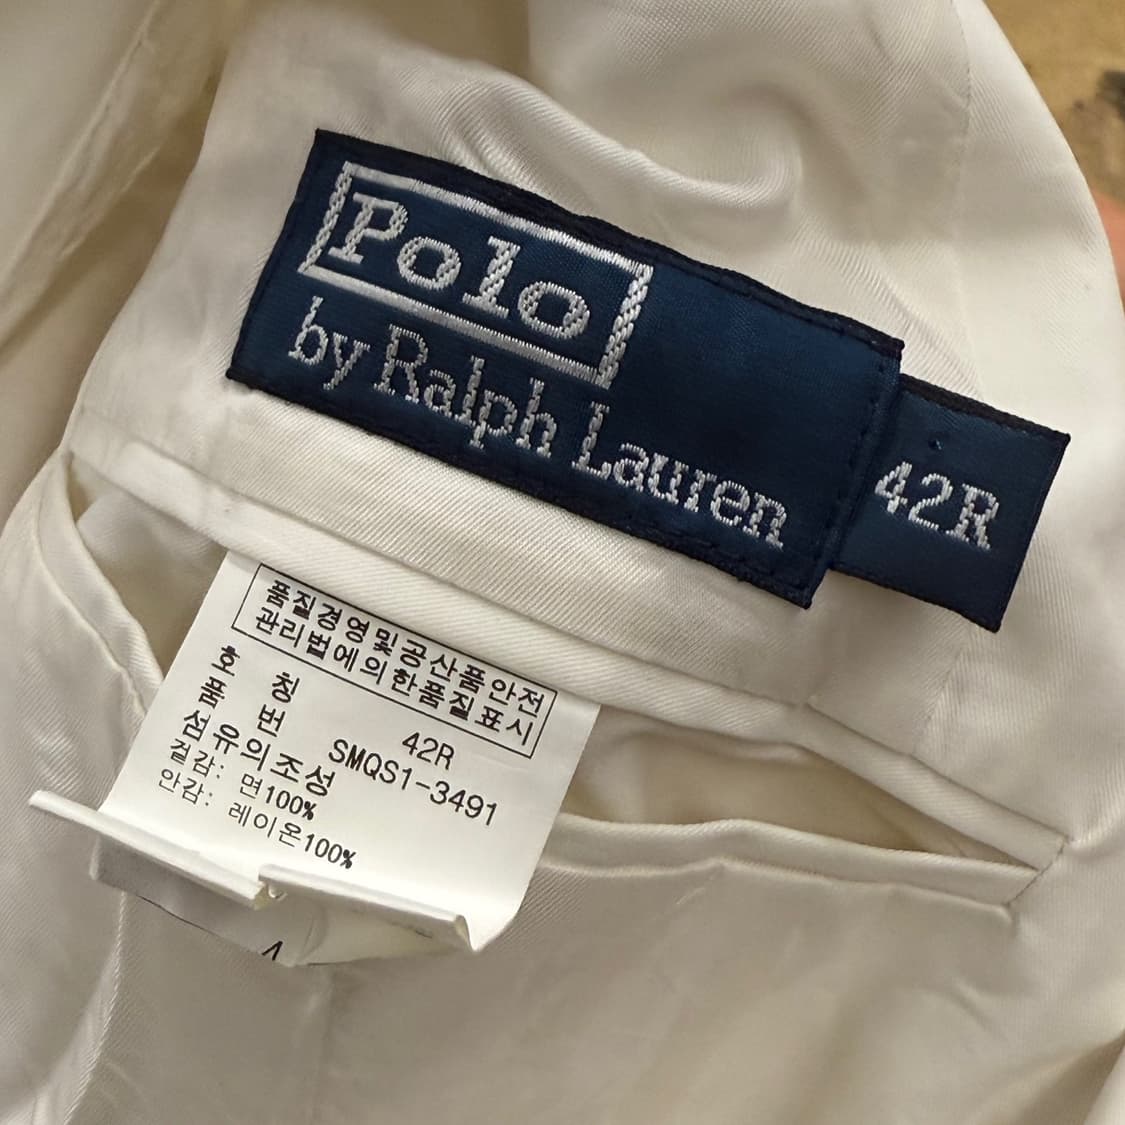 Polo
by Ralph Lauren
42R
품질경영및공산품안전
관리법에의한품질표시
호 칭 42R
품 번 SMQS1-3491
섬유의조성
겉감: 면100%
안감: 레이온100%